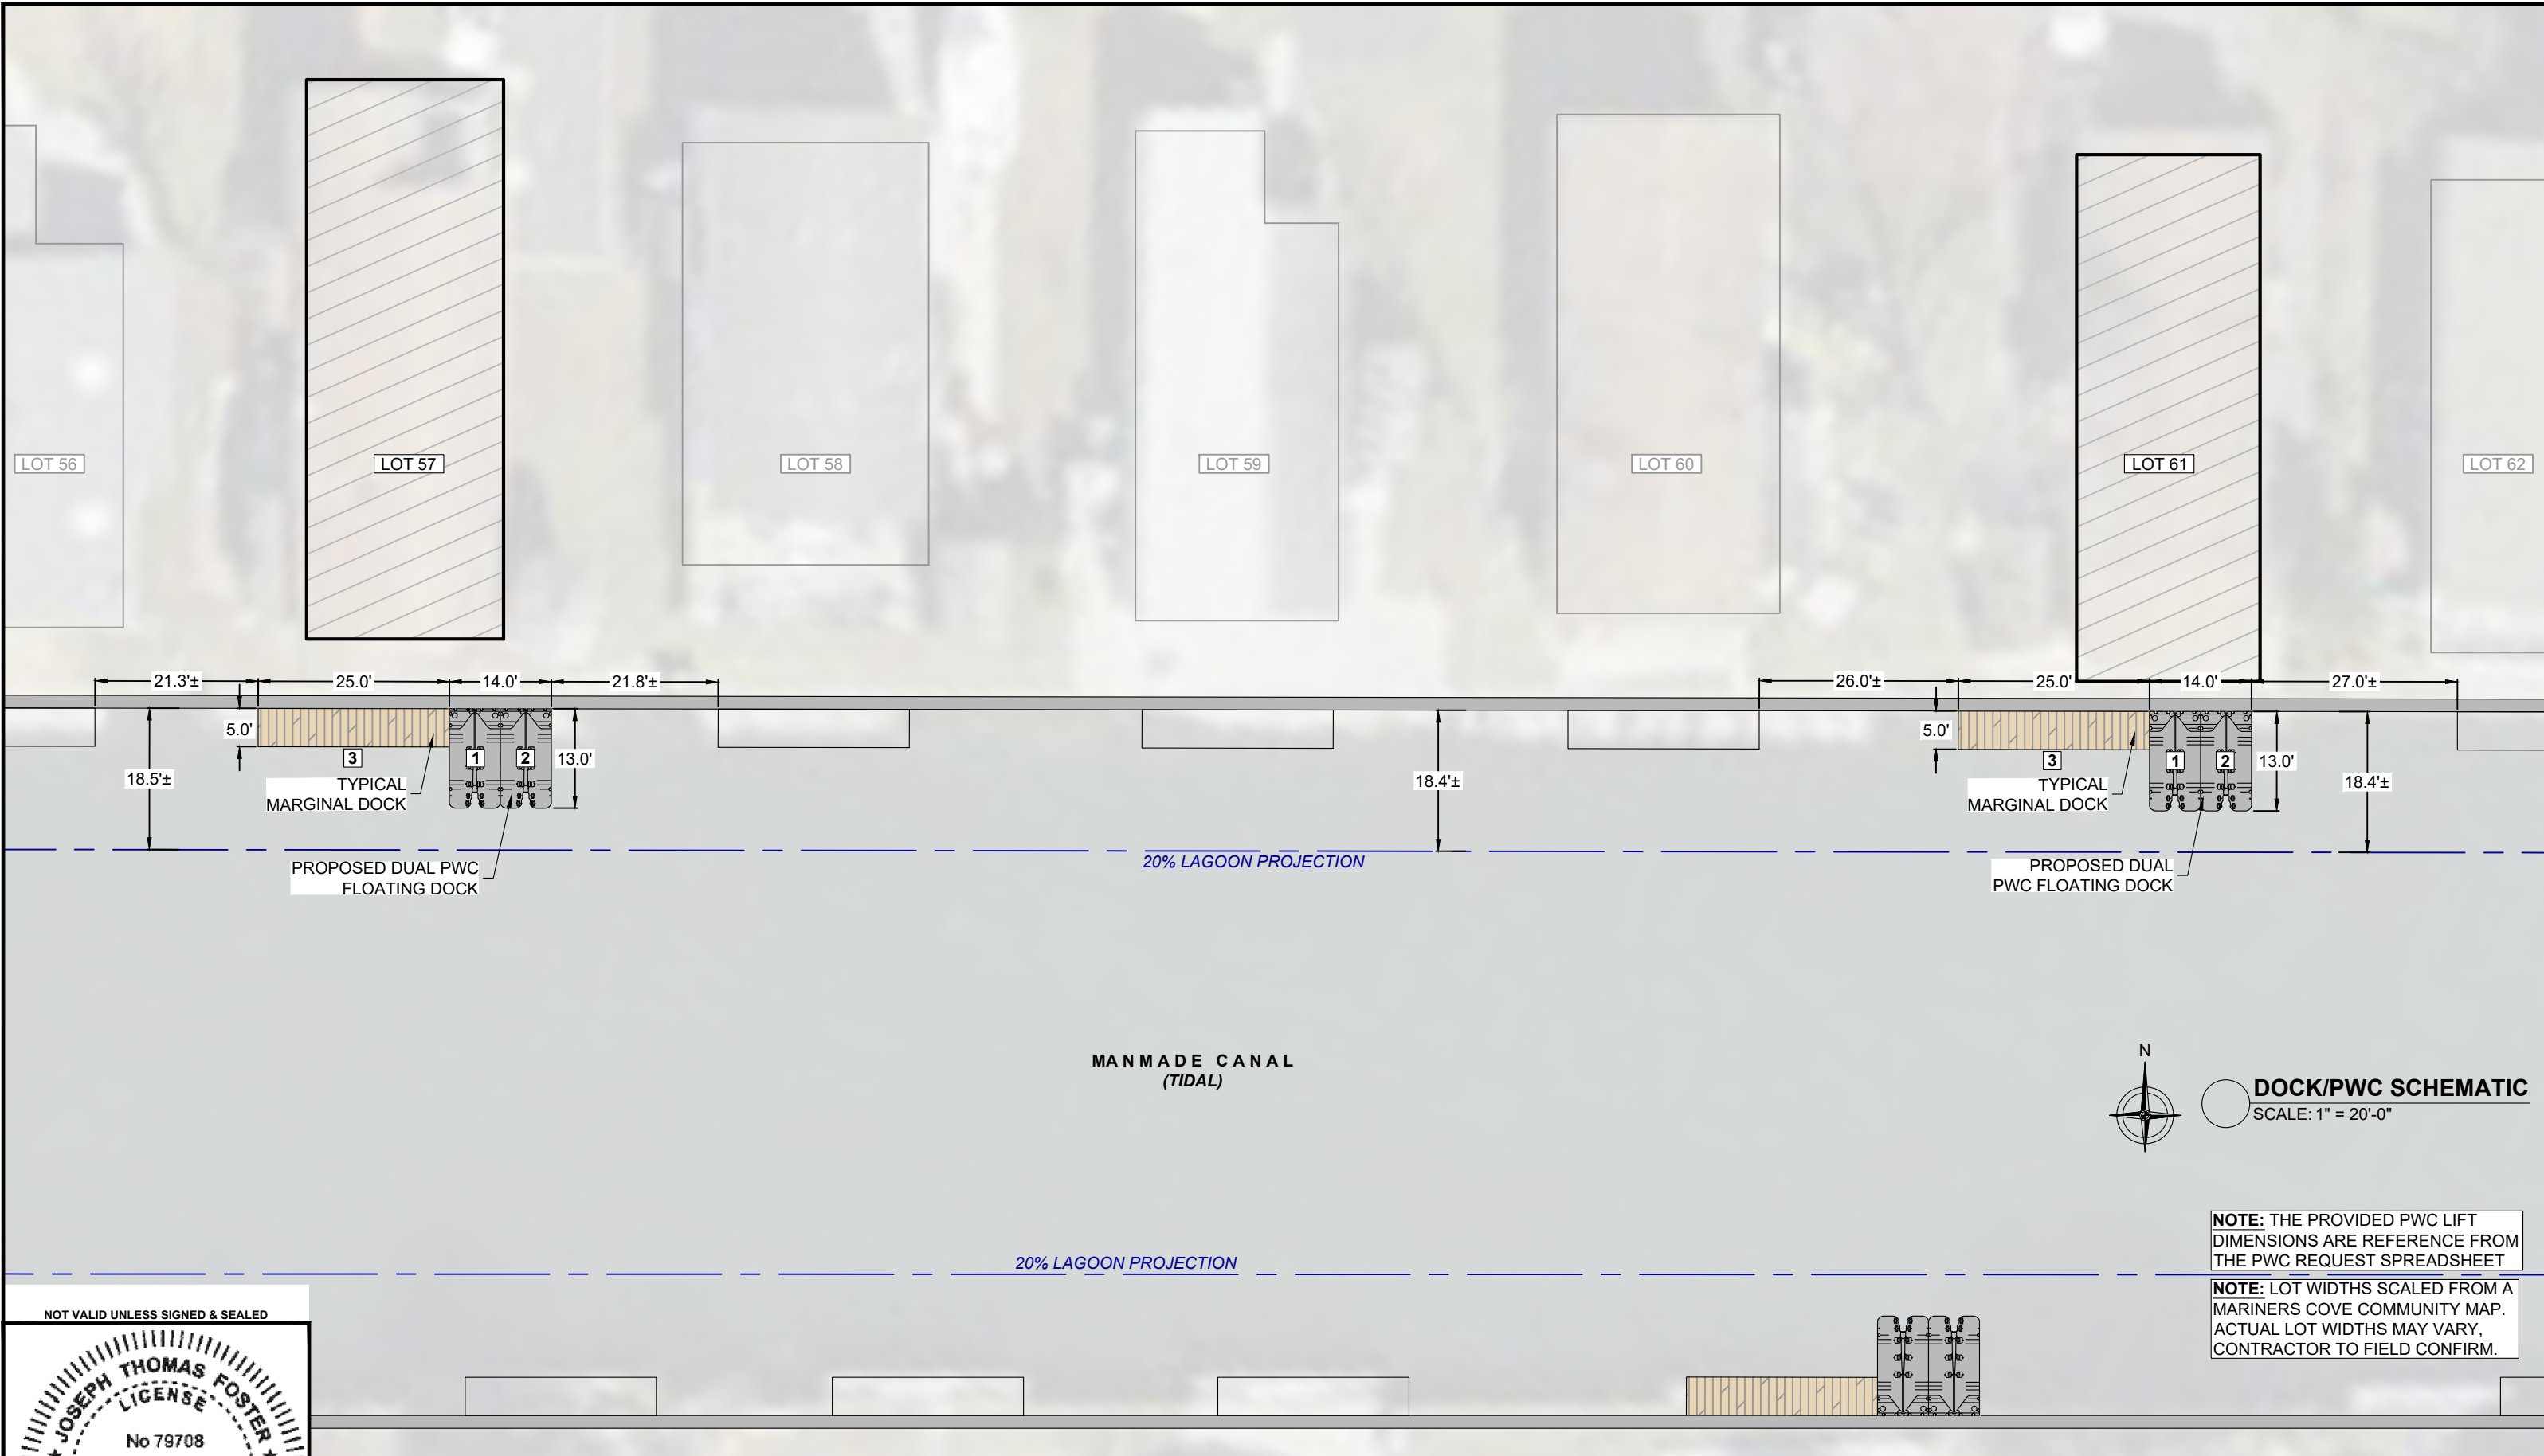 LOT 56
LOT 57
LOT 58
LOT 59
LOT 60
LOT 61
LOT 62
21.3'±
25.0'
14.0'
21.8'±
26.0'±
25.0'
14.0'
27.0'±
5.0'
18.5'±
3
1
2
13.0'
TYPICAL
MARGINAL DOCK
PROPOSED DUAL PWC
FLOATING DOCK
18.4'±
5.0'
3
1
2
13.0'
18.4'±
TYPICAL
MARGINAL DOCK
PROPOSED DUAL
PWC FLOATING DOCK
20% LAGOON PROJECTION
MANMADE CANAL
(TIDAL)
N
DOCK/PWC SCHEMATIC
SCALE: 1" = 20'-0"
20% LAGOON PROJECTION
NOTE: THE PROVIDED PWC LIFT
DIMENSIONS ARE REFERENCE FROM
THE PWC REQUEST SPREADSHEET
NOTE: LOT WIDTHS SCALED FROM A
MARINERS COVE COMMUNITY MAP.
ACTUAL LOT WIDTHS MAY VARY,
CONTRACTOR TO FIELD CONFIRM.
NOT VALID UNLESS SIGNED & SEALED
JOSEPH THOMAS FOSTER
LICENSE
No 79708